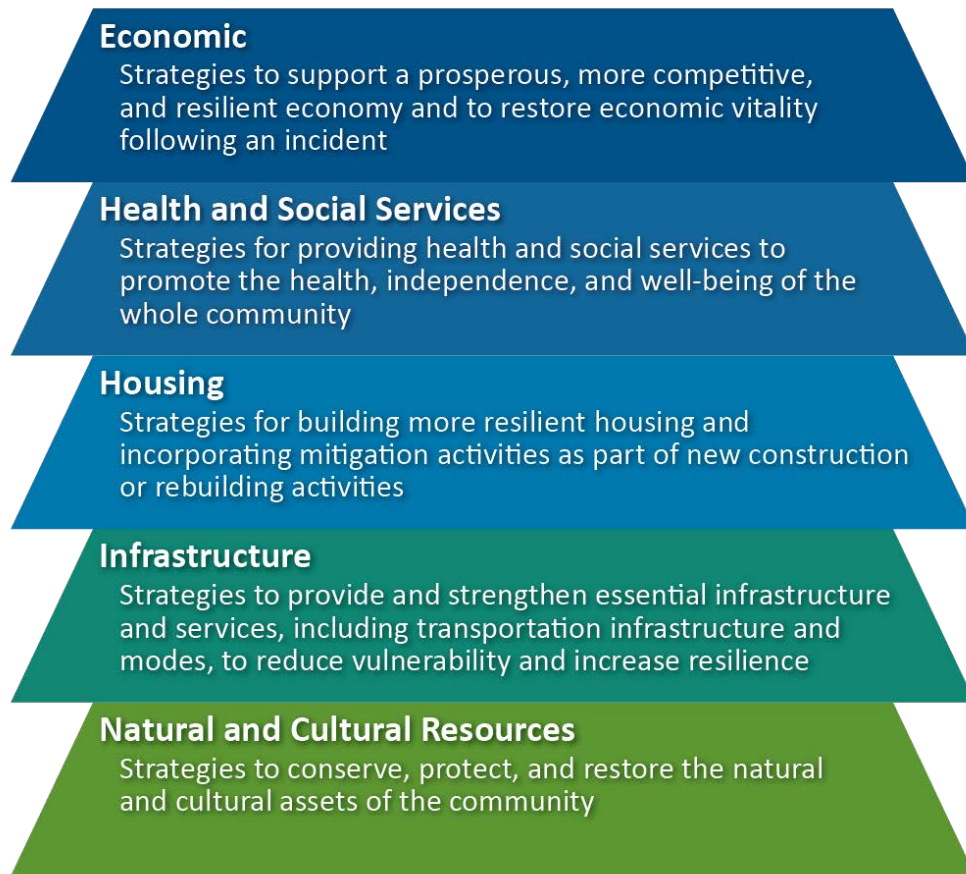 Economic
Strategies to support a prosperous, more competitive,
and resilient economy and to restore economic vitality
following an incident
Health and Social Services
Strategies for providing health and social services to
promote the health, independence, and well-being of the
whole community
Housing
Strategies for building more resilient housing and
incorporating mitigation activities as part of new construction
or rebuilding activities
Infrastructure
Strategies to provide and strengthen essential infrastructure
and services, including transportation infrastructure and
modes, to reduce vulnerability and increase resilience
Natural and Cultural Resources
Strategies to conserve, protect, and restore the natural
and cultural assets of the community